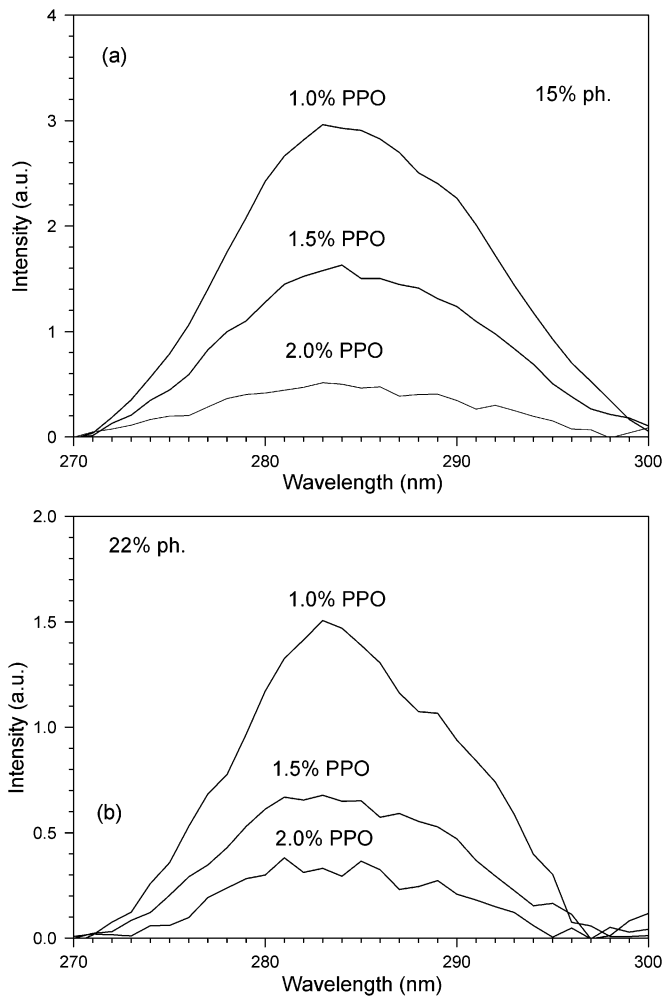 4
(a)
1.0% PPO
15% ph.
3
Intensity (a.u.)
2
1.5% PPO
1
2.0% PPO
0
270 280 290 300
Wavelength (nm)
2.0
22% ph.
1.0% PPO
1.5
Intensity (a.u.)
1.0
1.5% PPO
(b)
0.5
2.0% PPO
0.0
270 280 290 300
Wavelength (nm)